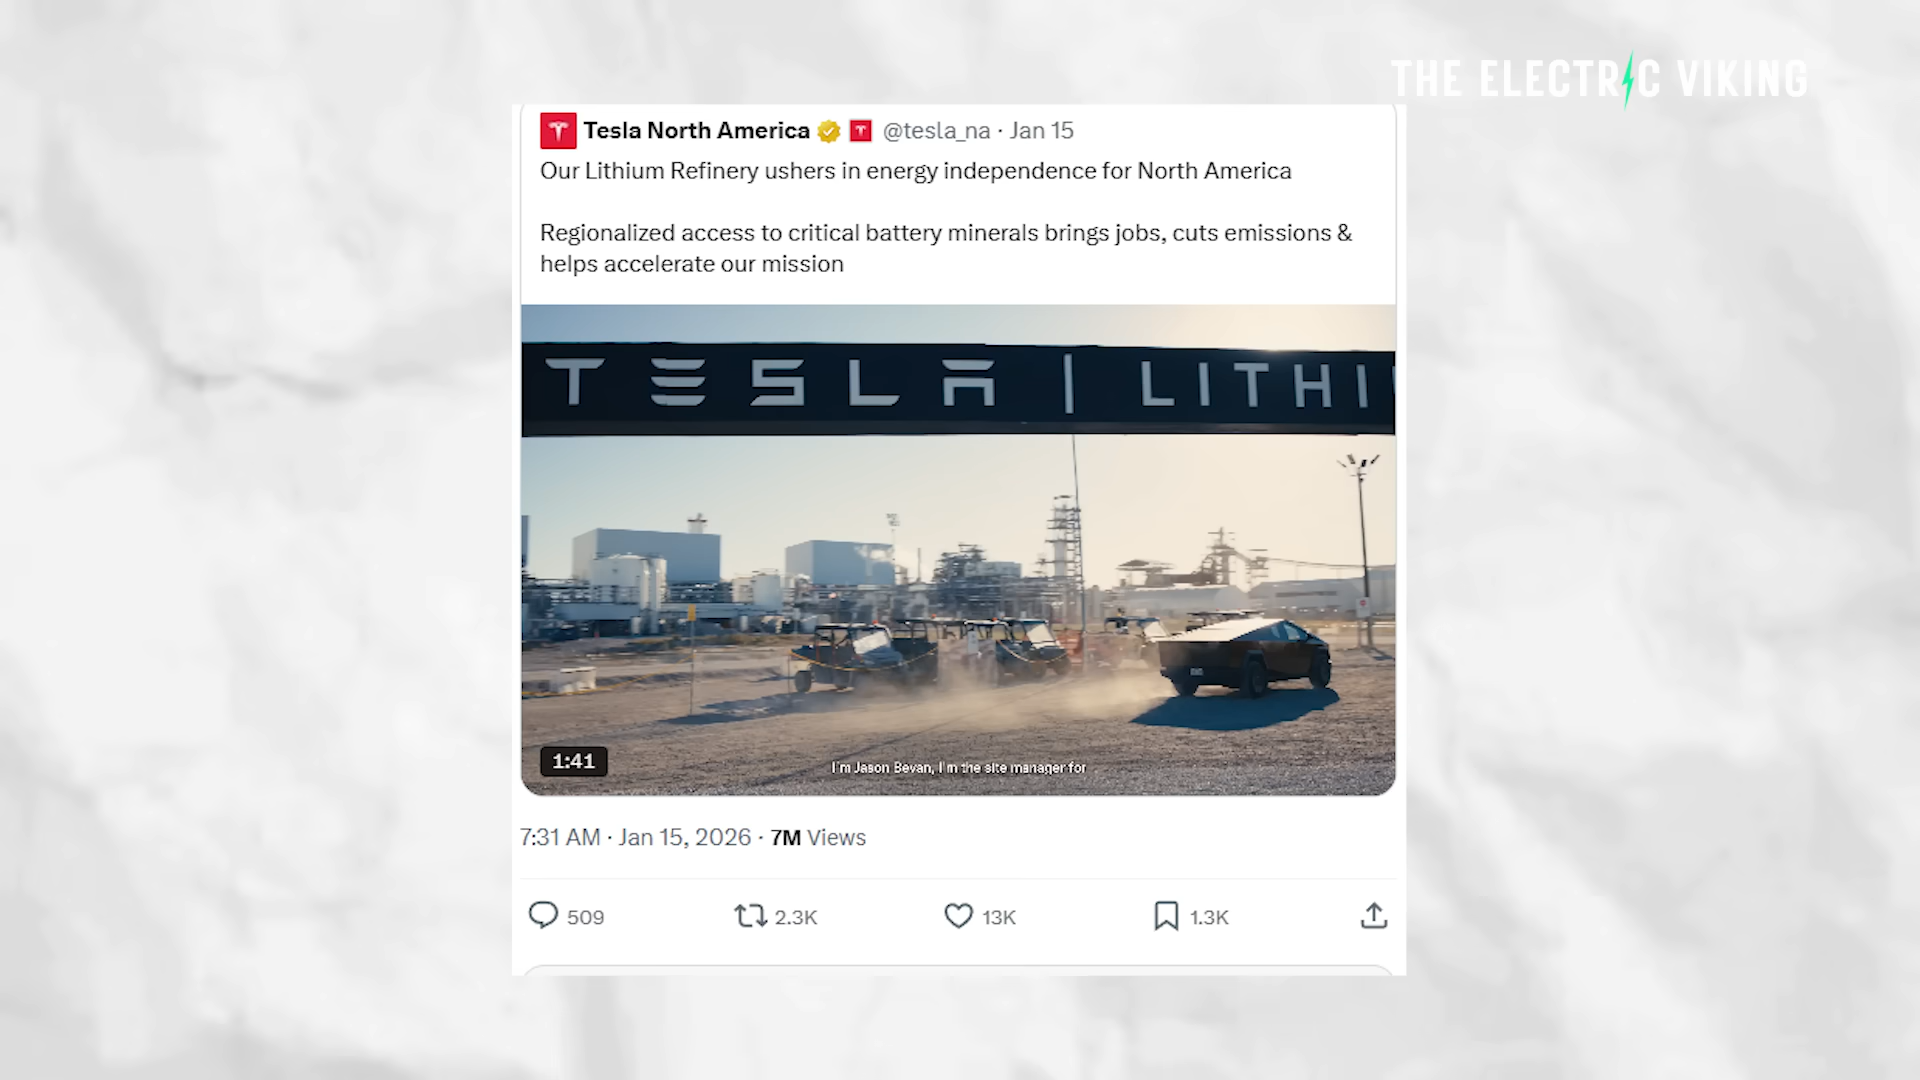 THE ELECTRIC VIKING
Tesla North America @tesla_na · Jan 15
Our Lithium Refinery ushers in energy independence for North America
Regionalized access to critical battery minerals brings jobs, cuts emissions &
helps accelerate our mission
TESLA | LITHI
1:41
I'm Jason Bevan, I'm the site manager for
7:31 AM · Jan 15, 2026 · 7M Views
509
2.3K
13K
1.3K